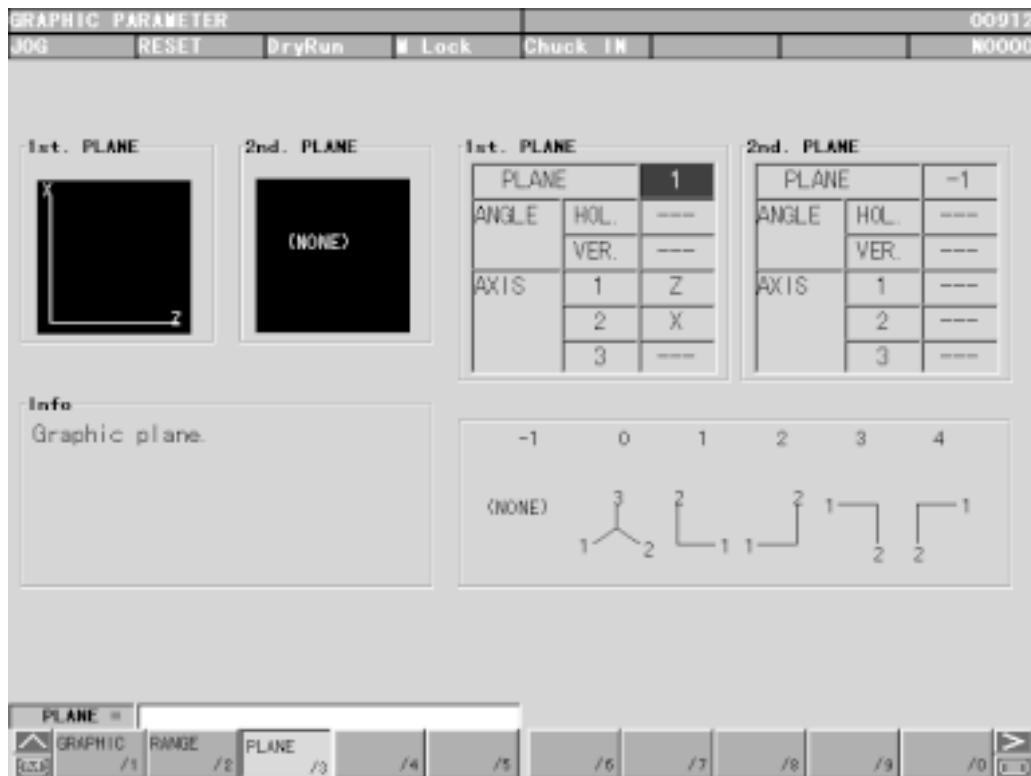 GRAPHIC PARAMETER 00912
JOG RESET DryRun M Lock Chuck IN N0000
1st. PLANE
X
Z
2nd. PLANE
(NONE)
1st. PLANE
PLANE 1
ANGLE HOL. ---
VER. ---
AXIS 1 Z
2 X
3 ---
2nd. PLANE
PLANE -1
ANGLE HOL. ---
VER. ---
AXIS 1 ---
2 ---
3 ---
Info
Graphic plane.
-1 0 1 2 3 4
(NONE)
3 2 2 1 1
1 2 1 1 2 2
PLANE =
GRAPHIC /1 RANGE /2 PLANE /3 /4 /5 /6 /7 /8 /9 /0 >